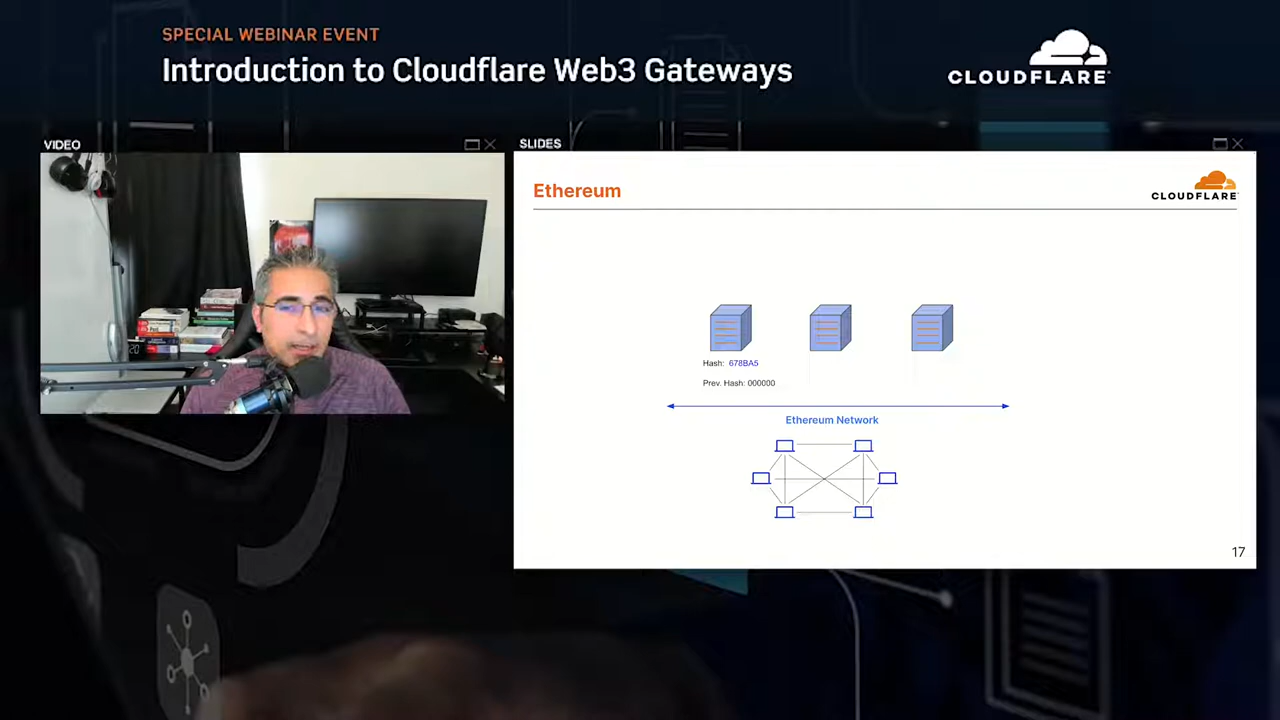 SPECIAL WEBINAR EVENT
Introduction to Cloudflare Web3 Gateways
CLOUDFLARE
VIDEO
SLIDES
Ethereum
CLOUDFLARE
Hash: 678BA5
Prev. Hash: 000000
Ethereum Network
17